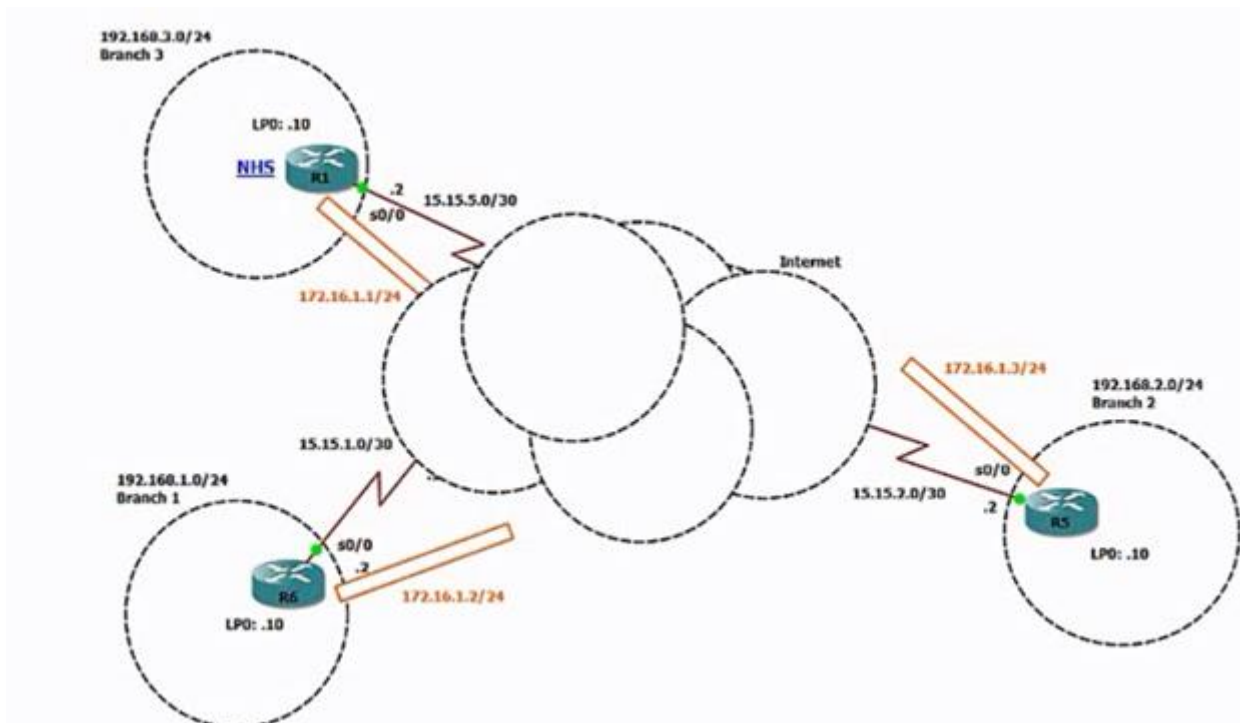 192.168.3.0/24
Branch 3
LP0: .10
NHS
R1
.2
s0/0
15.15.5.0/30
172.16.1.1/24
Internet
172.16.1.3/24
192.168.2.0/24
Branch 2
s0/0
15.15.2.0/30
.2
R5
LP0: .10
15.15.1.0/30
192.168.1.0/24
Branch 1
s0/0
.2
R6
172.16.1.2/24
LP0: .10